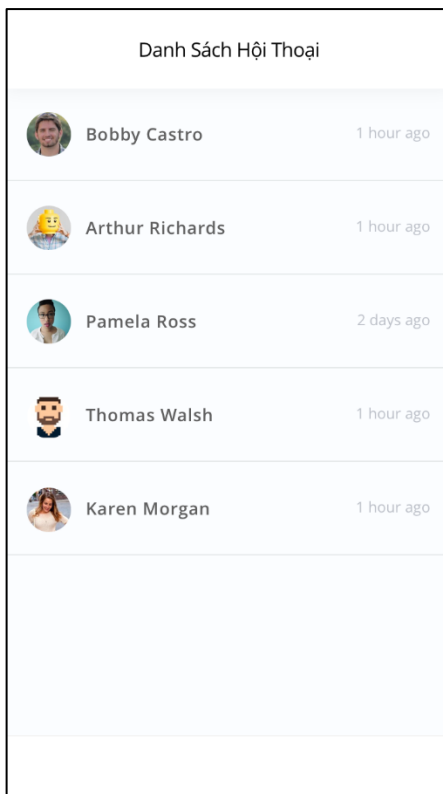 Danh Sách Hội Thoại
Bobby Castro 1 hour ago
Arthur Richards 1 hour ago
Pamela Ross 2 days ago
Thomas Walsh 1 hour ago
Karen Morgan 1 hour ago